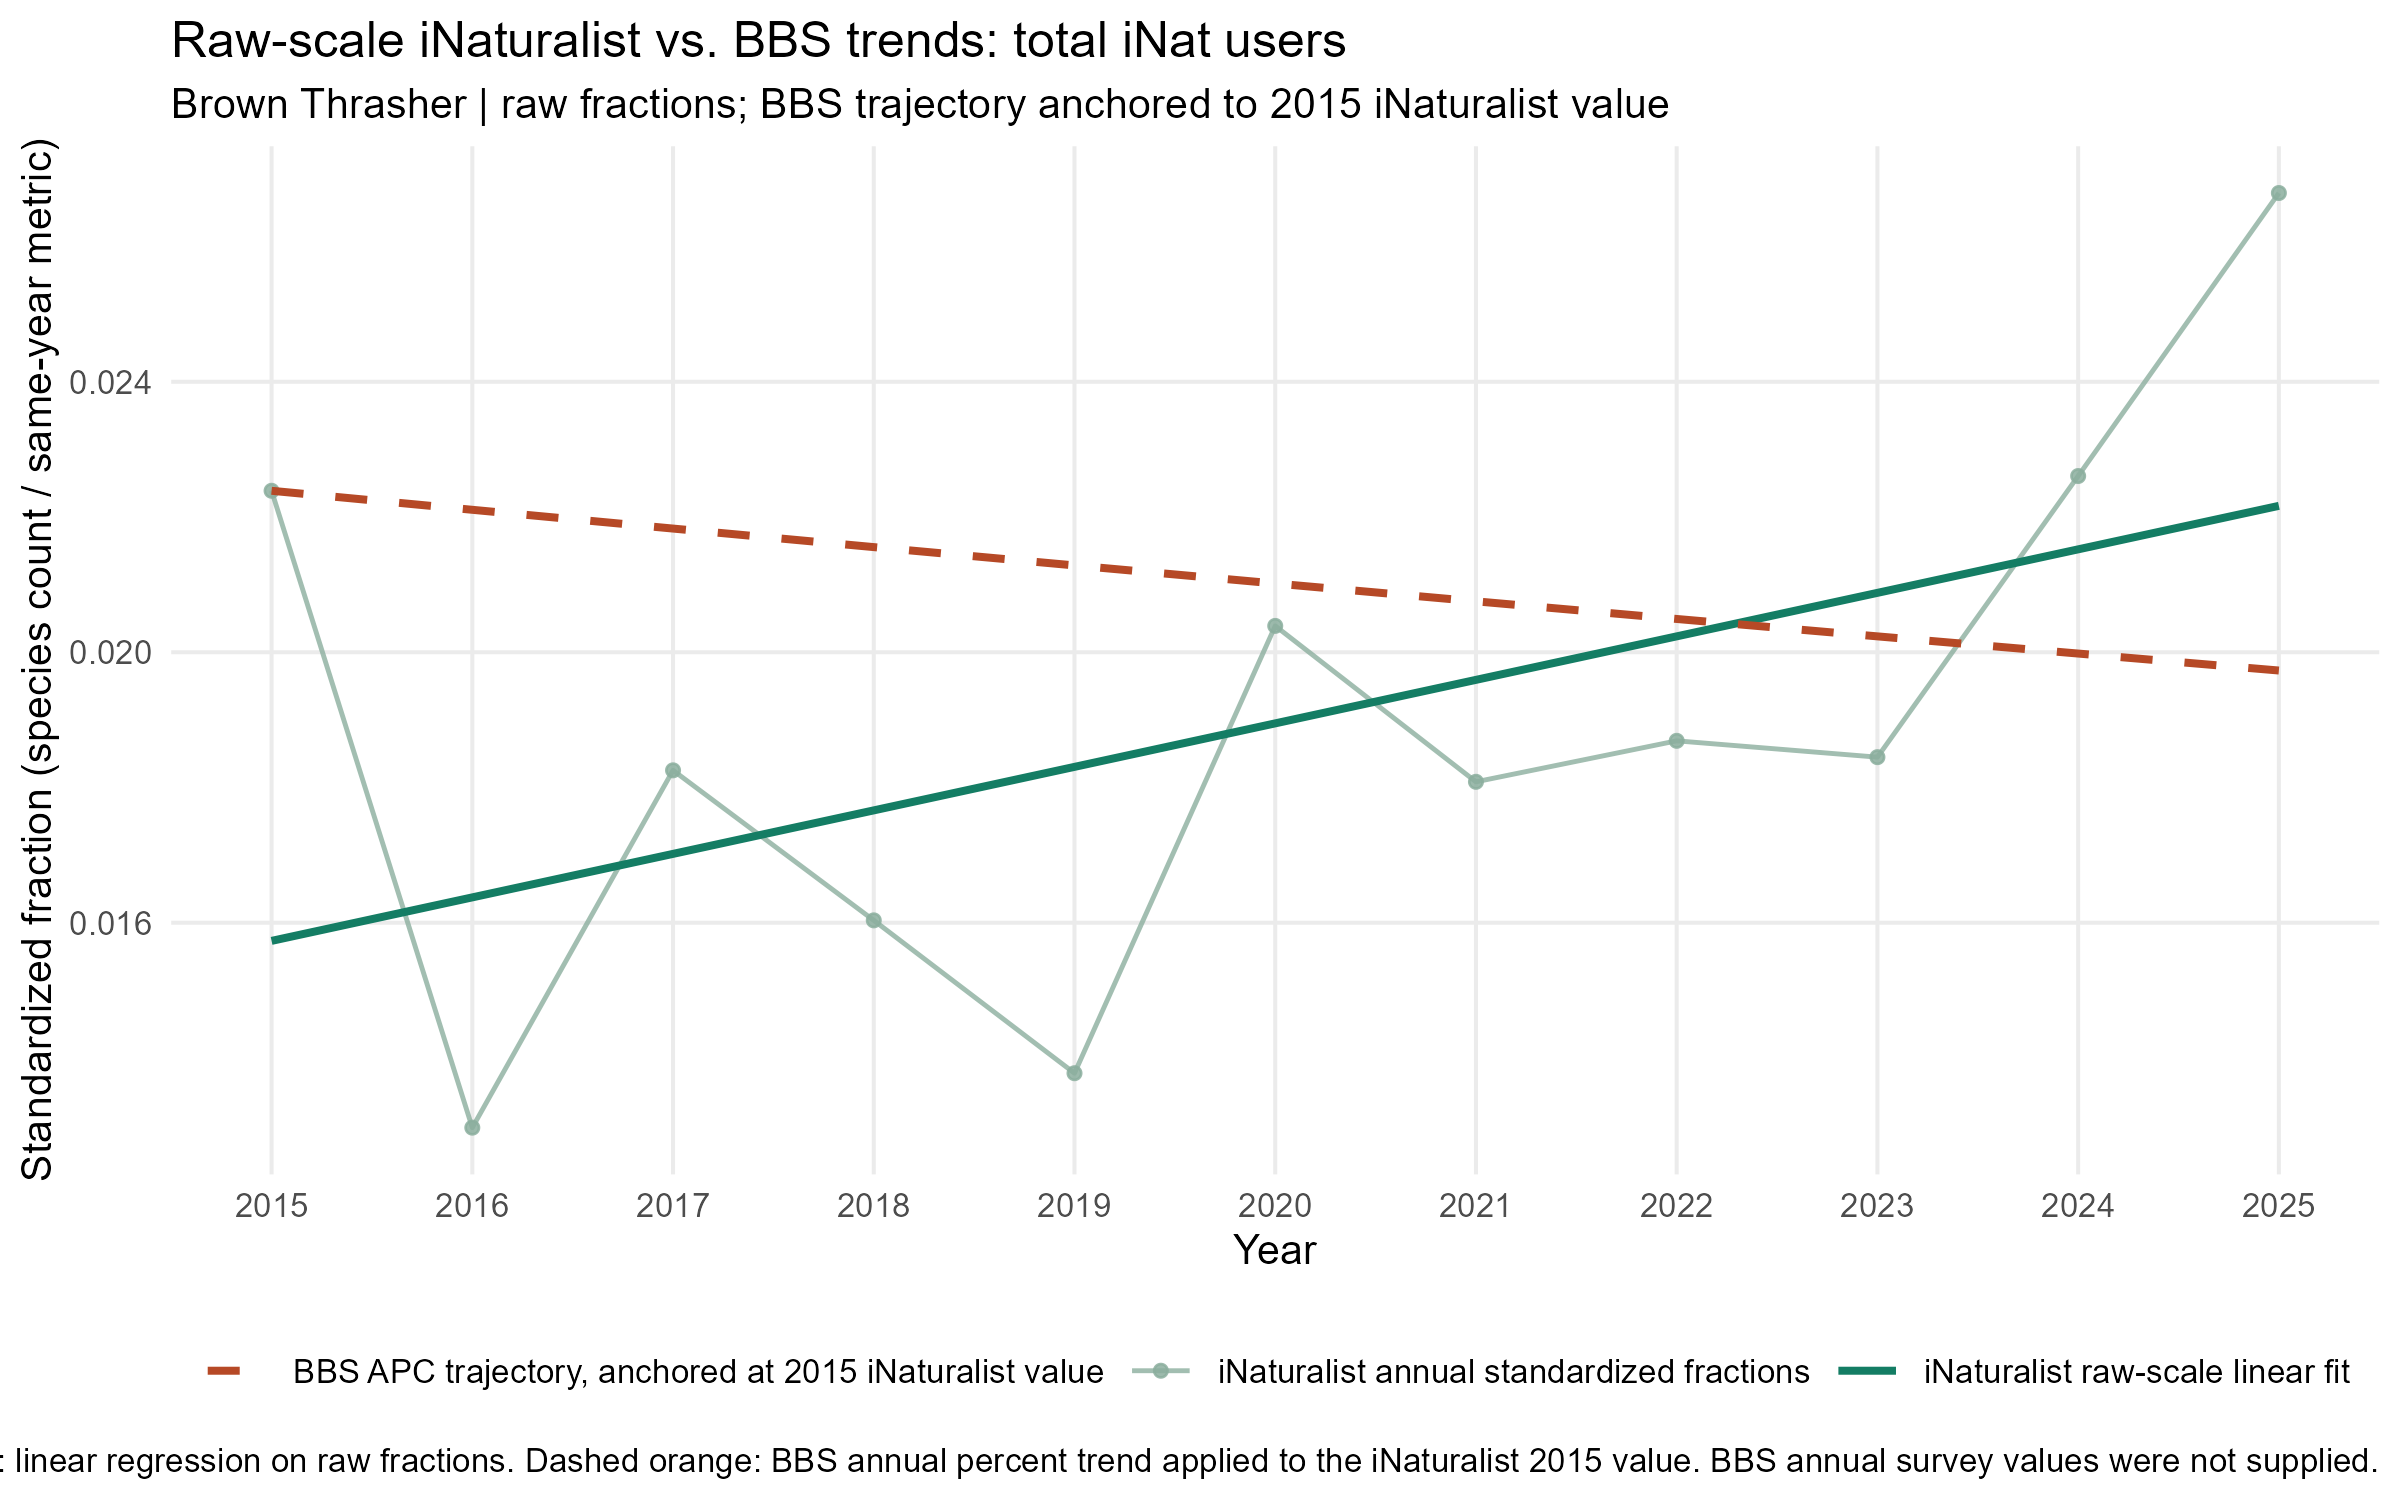 Raw-scale iNaturalist vs. BBS trends: total iNat users
Brown Thrasher | raw fractions; BBS trajectory anchored to 2015 iNaturalist value
Standardized fraction (species count / same-year metric)
0.024
0.020
0.016
2015 2016 2017 2018 2019 2020 2021 2022 2023 2024 2025
Year
BBS APC trajectory, anchored at 2015 iNaturalist value iNaturalist annual standardized fractions iNaturalist raw-scale linear fit
: linear regression on raw fractions. Dashed orange: BBS annual percent trend applied to the iNaturalist 2015 value. BBS annual survey values were not supplied.